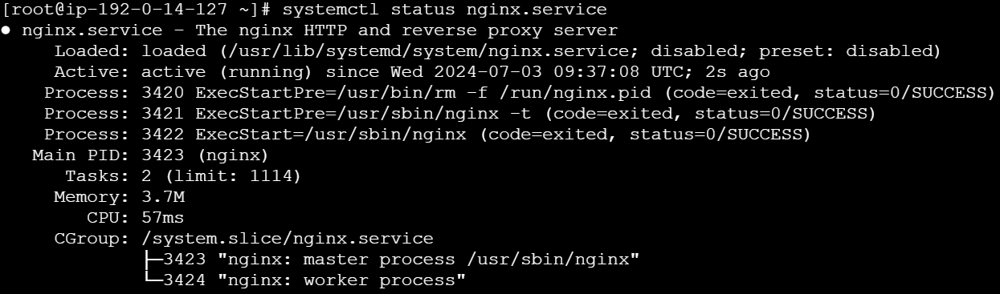 [root@ip-192-0-14-127 ~]# systemctl status nginx.service
● nginx.service - The nginx HTTP and reverse proxy server
     Loaded: loaded (/usr/lib/systemd/system/nginx.service; disabled; preset: disabled)
     Active: active (running) since Wed 2024-07-03 09:37:08 UTC; 2s ago
    Process: 3420 ExecStartPre=/usr/bin/rm -f /run/nginx.pid (code=exited, status=0/SUCCESS)
    Process: 3421 ExecStartPre=/usr/sbin/nginx -t (code=exited, status=0/SUCCESS)
    Process: 3422 ExecStart=/usr/sbin/nginx (code=exited, status=0/SUCCESS)
   Main PID: 3423 (nginx)
      Tasks: 2 (limit: 1114)
     Memory: 3.7M
        CPU: 57ms
     CGroup: /system.slice/nginx.service
             ├─3423 "nginx: master process /usr/sbin/nginx"
             └─3424 "nginx: worker process"